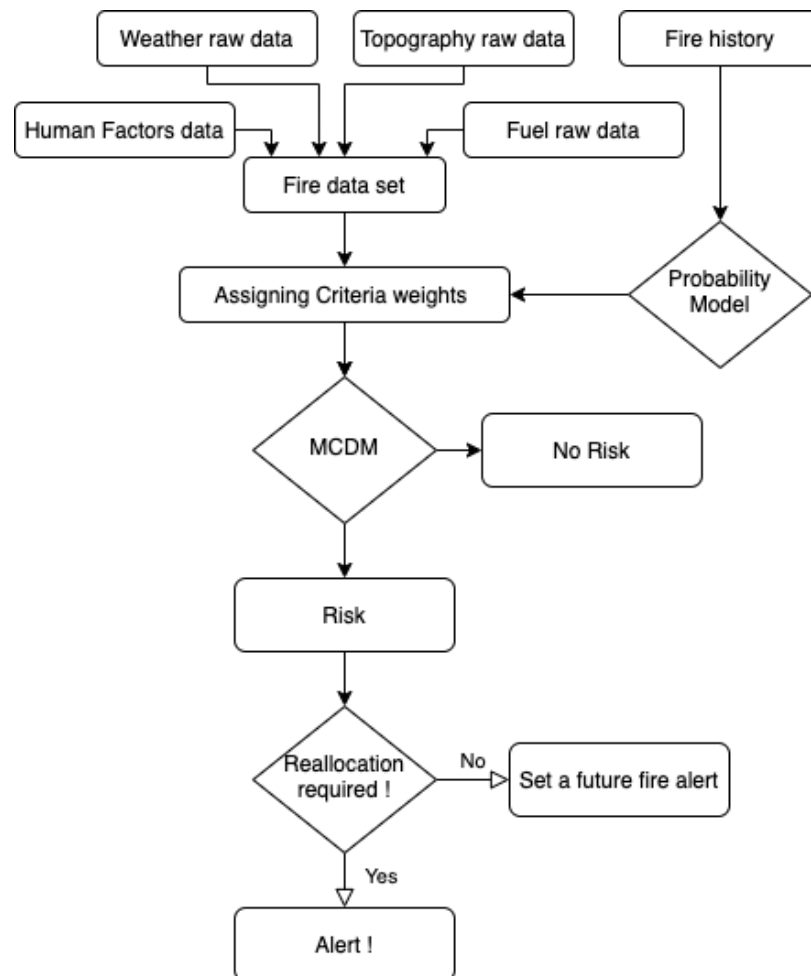 Weather raw data
Topography raw data
Fire history
Human Factors data
Fuel raw data
Fire data set
Probability
Model
Assigning Criteria weights
MCDM
No Risk
Risk
Reallocation
required !
No
Set a future fire alert
Yes
Alert !